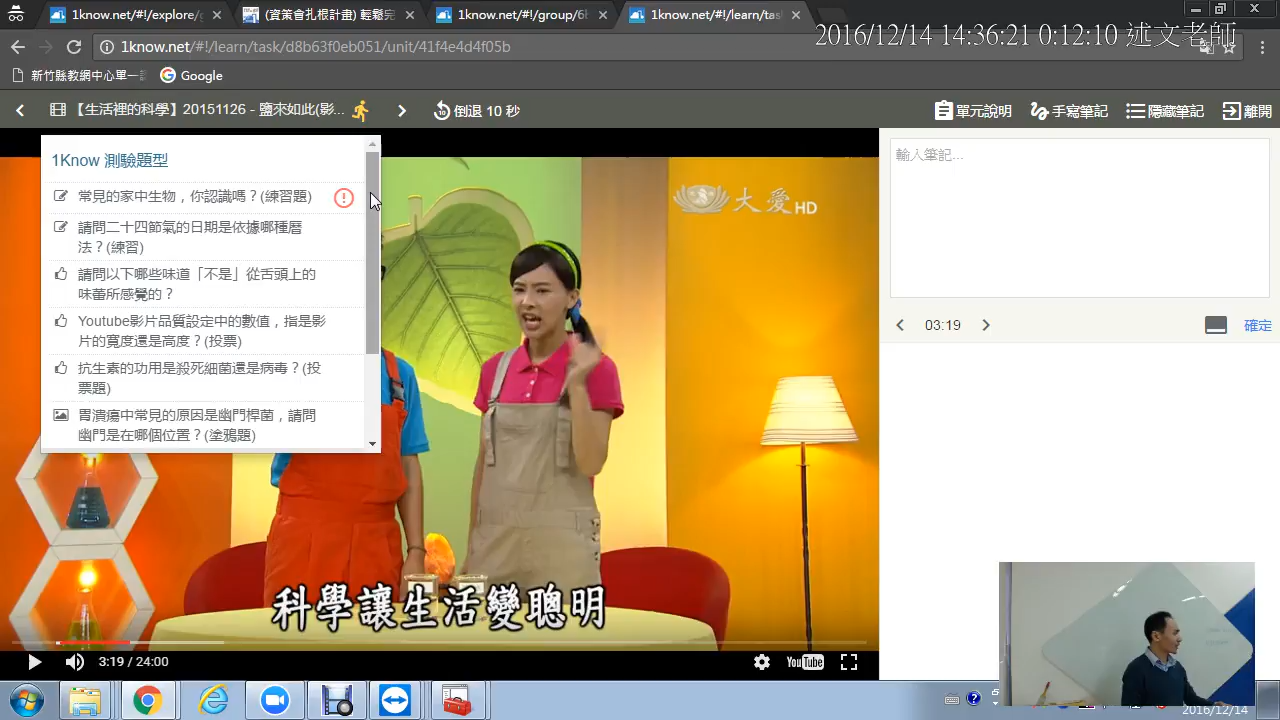 1know.net/#!/explore/g
(資策會扎根計畫) 輕鬆完
1know.net/#!/group/6l
1know.net/#!/learn/tas
1know.net/#!/learn/task/d8b63f0eb051/unit/41f4e4d4f05b
2016/12/14 14:36:21 0:12:10 述文老師
新竹縣教網中心單一
Google
【生活裡的科學】20151126 - 鹽來如此(影...
倒退 10 秒
單元說明
手寫筆記
隱藏筆記
離開
1Know 測驗題型
常見的家中生物，你認識嗎？(練習題)
請問二十四節氣的日期是依據哪種曆
法？(練習)
請問以下哪些味道「不是」從舌頭上的
味蕾所感覺的？
Youtube影片品質設定中的數值，指是影
片的寬度還是高度？(投票)
抗生素的功用是殺死細菌還是病毒？(投
票題)
胃潰瘍中常見的原因是幽門桿菌，請問
幽門是在哪個位置？(塗鴉題)
大愛HD
輸入筆記...
03:19
確定
科學讓生活變聰明
3:19 / 24:00
YouTube
2016/12/14